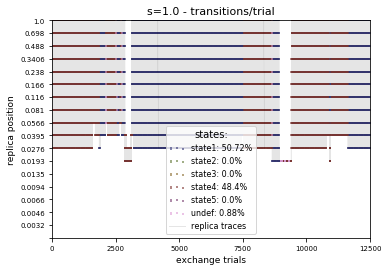 s=1.0 - transitions/trial
1.0
0.698
0.488
0.3406
0.238
0.166
0.116
0.081
0.0566
0.0395
0.0276
0.0193
0.0135
0.0094
0.0066
0.0046
0.0032
replica position
states:
state1: 50.72%
state2: 0.0%
state3: 0.0%
state4: 48.4%
state5: 0.0%
undef: 0.88%
replica traces
0
2500
5000
7500
10000
12500
exchange trials